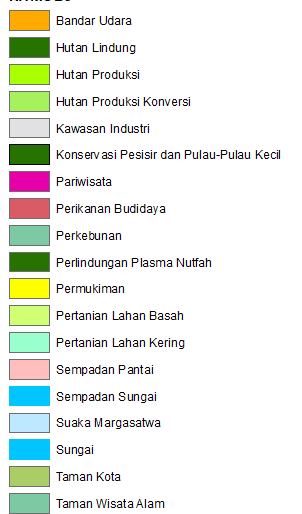 Bandar Udara
Hutan Lindung
Hutan Produksi
Hutan Produksi Konversi
Kawasan Industri
Konservasi Pesisir dan Pulau-Pulau Kecil
Pariwisata
Perikanan Budidaya
Perkebunan
Perlindungan Plasma Nutfah
Permukiman
Pertanian Lahan Basah
Pertanian Lahan Kering
Sempadan Pantai
Sempadan Sungai
Suaka Margasatwa
Sungai
Taman Kota
Taman Wisata Alam